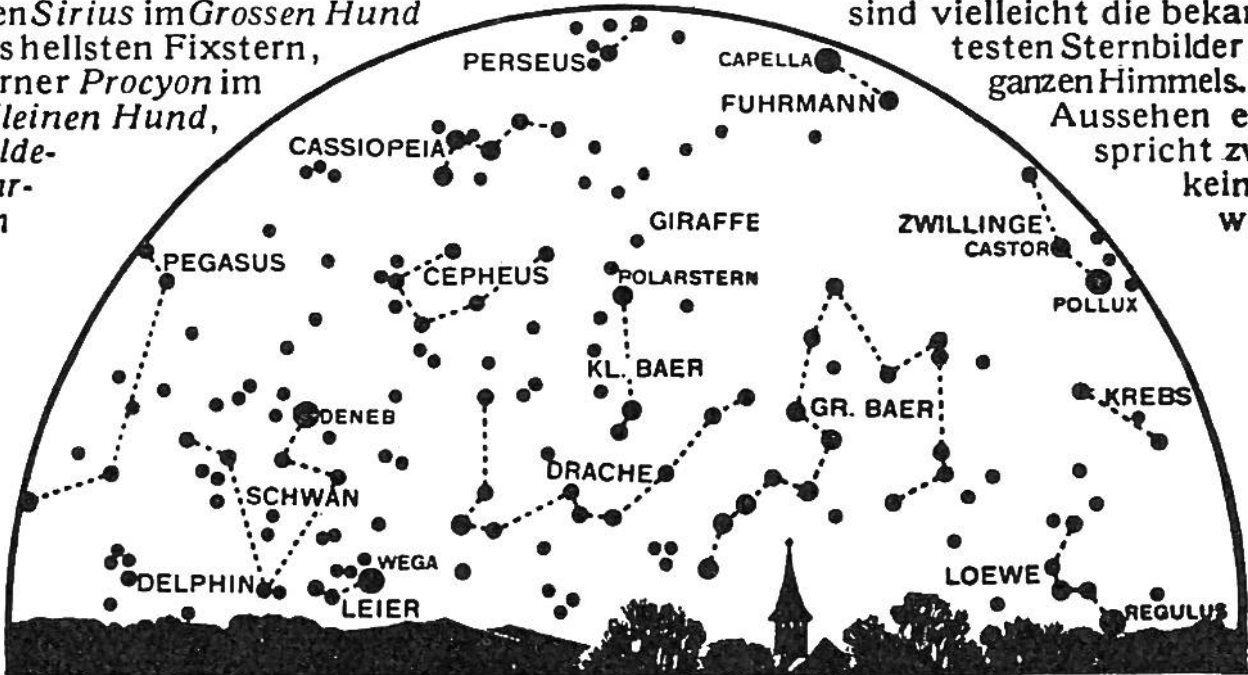 Sirius im Grossen Hund
hellsten Fixstern,
Procyon im
Hund,
sind vielleicht die
testen Sternbilder
ganzen Himmels.
Aussehen
spricht
PERSEUS
CAPELLA
FUHRMANN
CASSIOPEIA
GIRAFFE
ZWILLINGE
CASTOR
PEGASUS
CEPHEUS
POLARSTERN
POLLUX
KL. BAER
KREBS
DENEB
GR. BAER
DRACHE
SCHWAN
WEGA
DELPHIN
LOEWE
LEIER
REGULUS